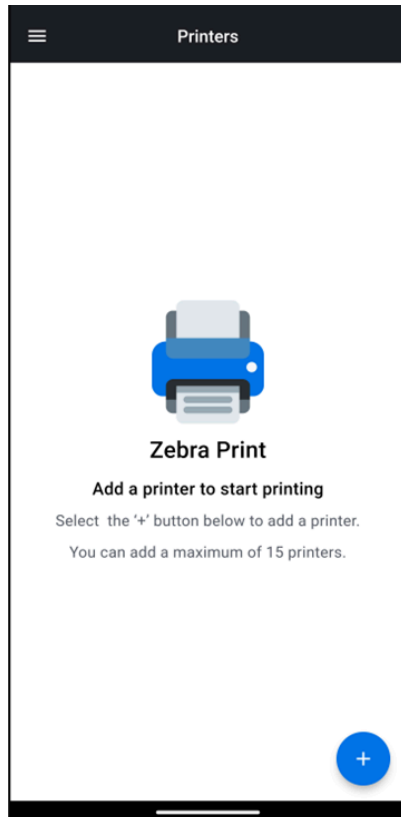 Printers
Zebra Print
Add a printer to start printing
Select the ‘+’ button below to add a printer.
You can add a maximum of 15 printers.
+